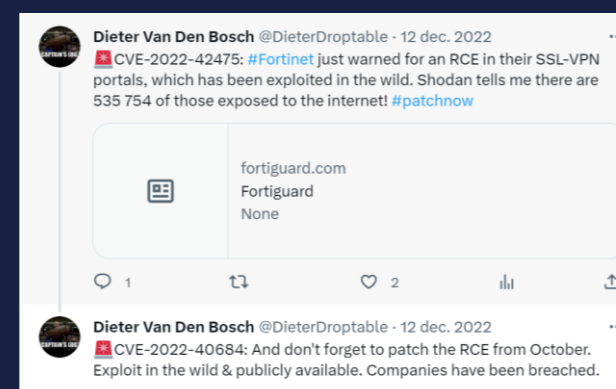 Dieter Van Den Bosch @DieterDroptable · 12 dec. 2022
🚨CVE-2022-42475: #Fortinet just warned for an RCE in their SSL-VPN
portals, which has been exploited in the wild. Shodan tells me there are
535 754 of those exposed to the internet! #patchnow
fortiguard.com
Fortiguard
None
1 2
Dieter Van Den Bosch @DieterDroptable · 12 dec. 2022
🚨CVE-2022-40684: And don't forget to patch the RCE from October.
Exploit in the wild & publicly available. Companies have been breached.